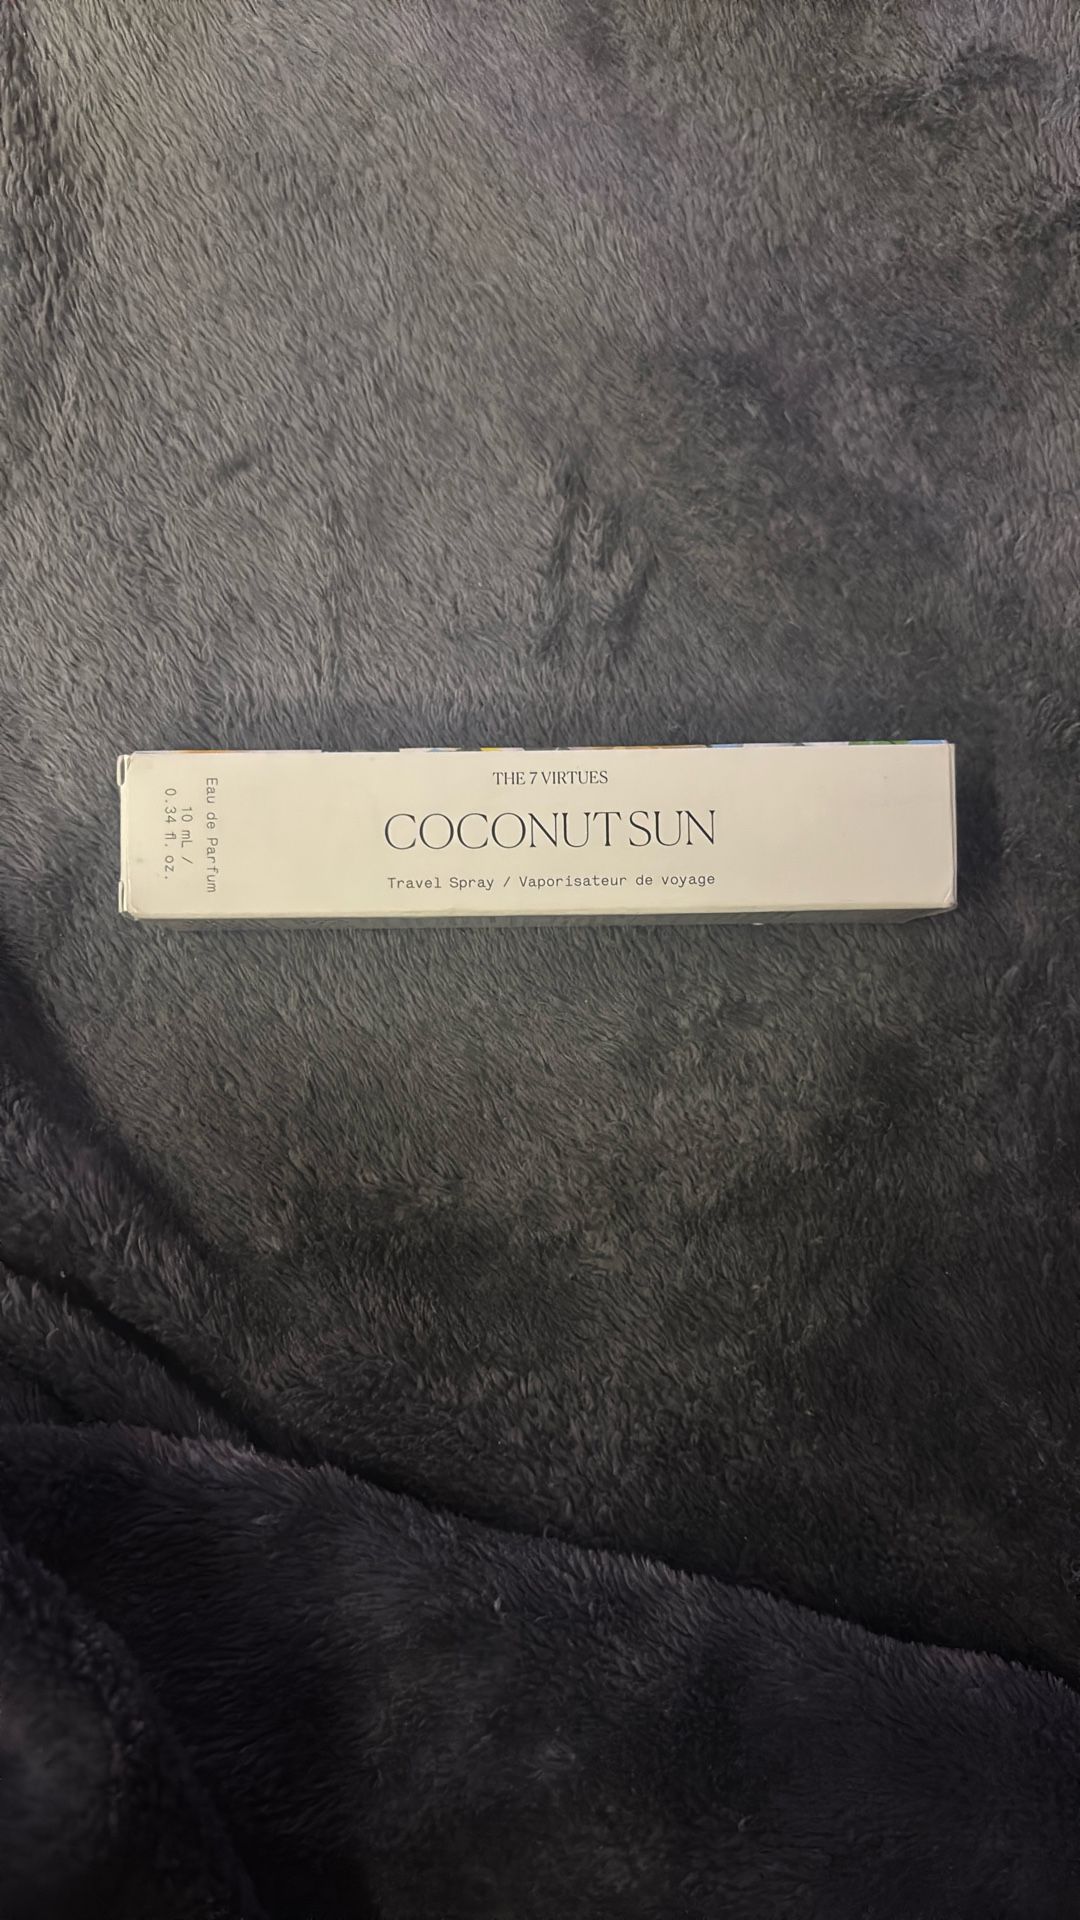 THE 7 VIRTUES
COCONUT SUN
Travel Spray / Vaporisateur de voyage
Eau de Parfum
10 mL /
0.34 fl. oz.